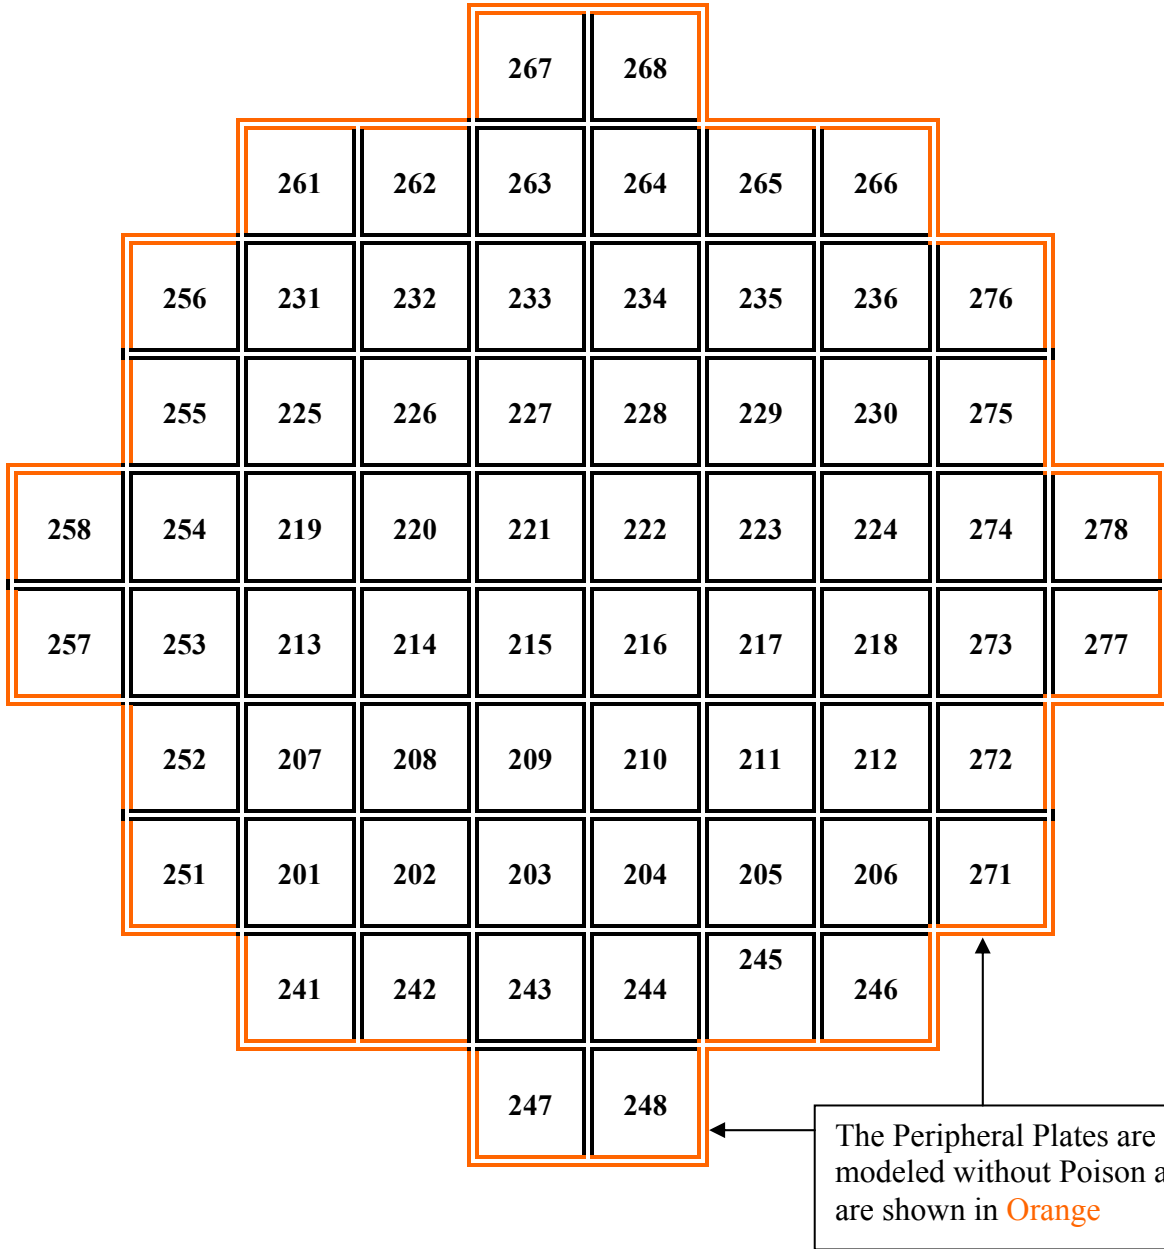 267 268
261 262 263 264 265 266
256 231 232 233 234 235 236 276
255 225 226 227 228 229 230 275
258 254 219 220 221 222 223 224 274 278
257 253 213 214 215 216 217 218 273 277
252 207 208 209 210 211 212 272
251 201 202 203 204 205 206 271
241 242 243 244 245 246
247 248
The Peripheral Plates are
modeled without Poison a
are shown in Orange